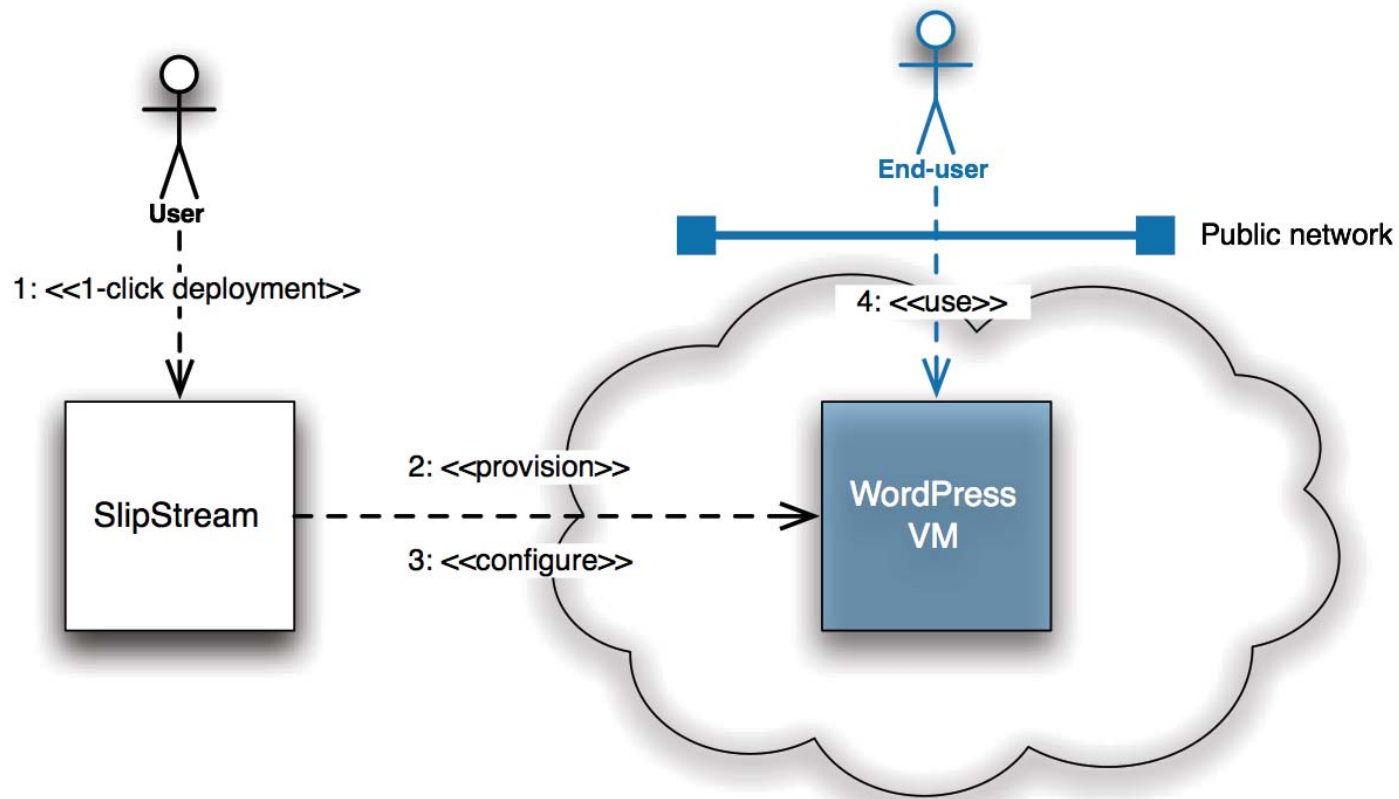 End-user
User
Public network
1: <<1-click deployment>>
4: <<use>>
2: <<provision>>
SlipStream
WordPress
VM
3: <<configure>>